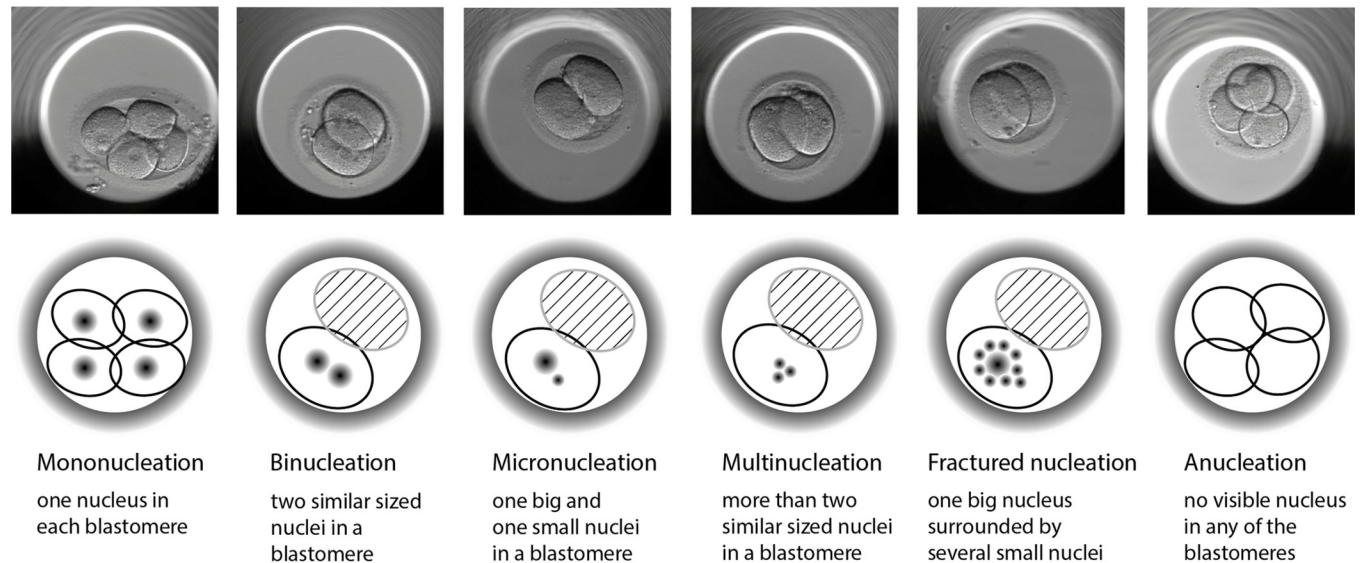 Mononucleation
one nucleus in
each blastomere
Binucleation
two similar sized
nuclei in a
blastomere
Micronucleation
one big and
one small nuclei
in a blastomere
Multinucleation
more than two
similar sized nuclei
in a blastomere
Fractured nucleation
one big nucleus
surrounded by
several small nuclei
Anucleation
no visible nucleus
in any of the
blastomeres